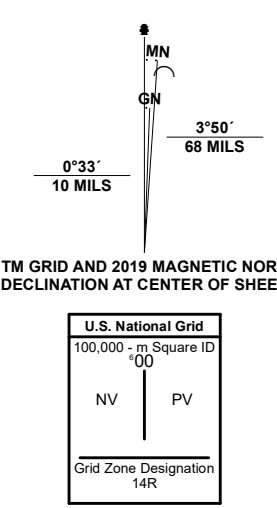 MN
GN
3°50´
68 MILS
0°33´
10 MILS
TM GRID AND 2019 MAGNETIC NOR
DECLINATION AT CENTER OF SHEE
U.S. National Grid
100,000 - m Square ID
⁶00
NV PV
Grid Zone Designation
14R